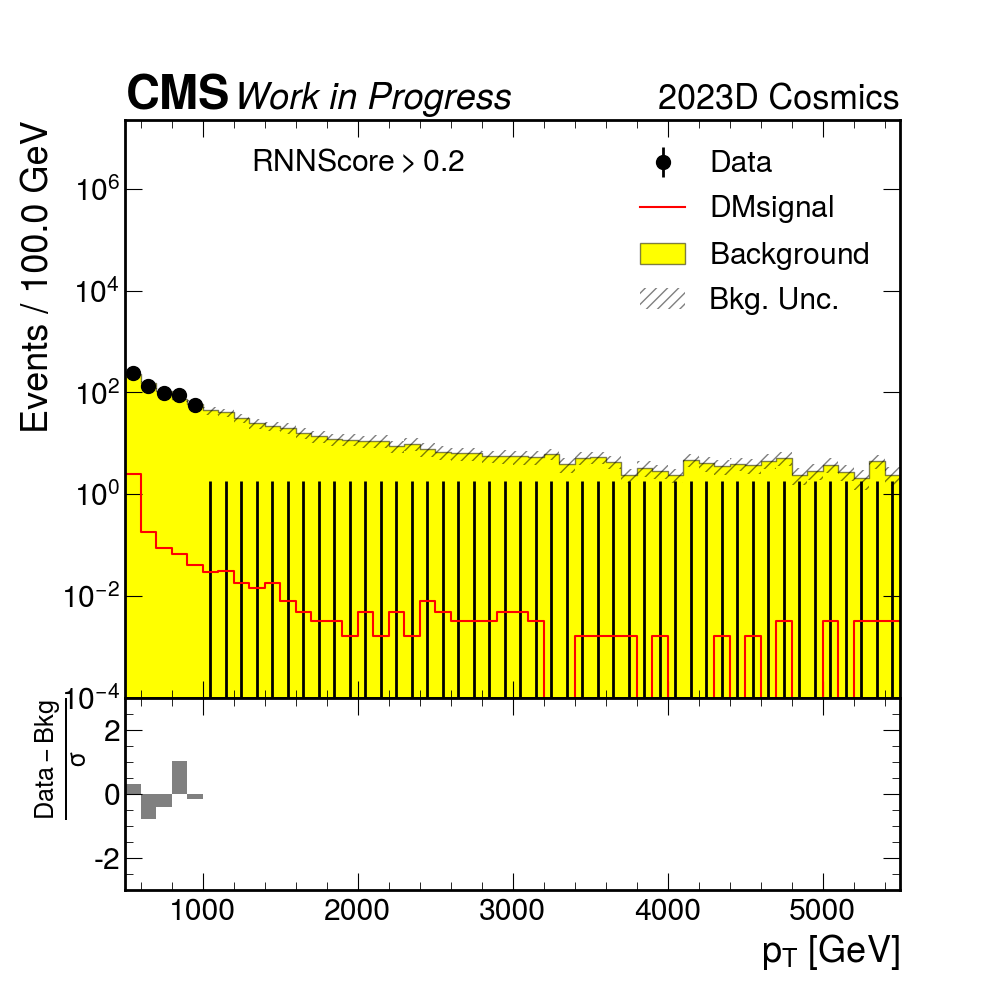 CMS Work in Progress 2023D Cosmics
RNNScore > 0.2
Data
DMsignal
Background
Bkg. Unc.
Events / 100.0 GeV
10⁶
10⁴
10²
10⁰
10⁻²
10⁻⁴
Data − Bkg
σ
2
0
-2
1000 2000 3000 4000 5000
p_T [GeV]